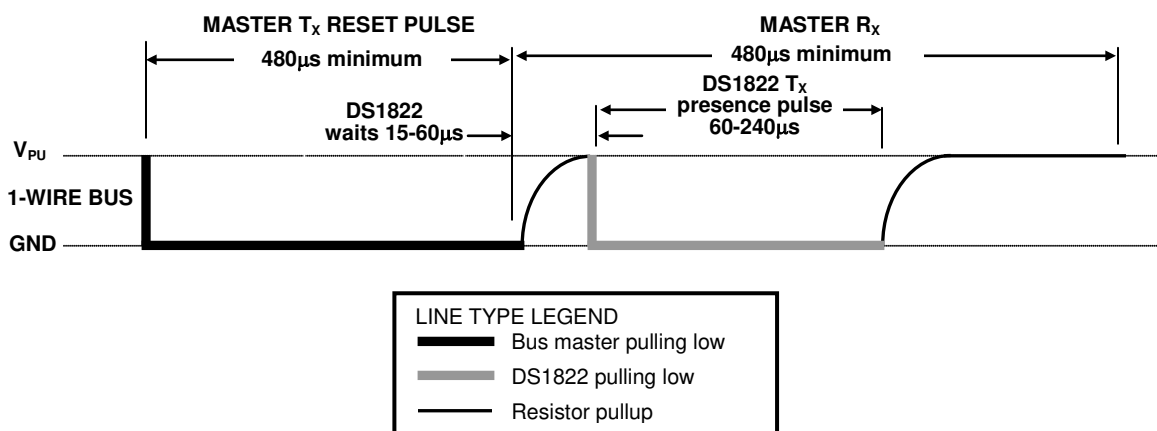 MASTER TX RESET PULSE
480µs minimum
MASTER RX
480µs minimum
DS1822
waits 15-60µs
DS1822 TX
presence pulse
60-240µs
VPU
1-WIRE BUS
GND
LINE TYPE LEGEND
Bus master pulling low
DS1822 pulling low
Resistor pullup